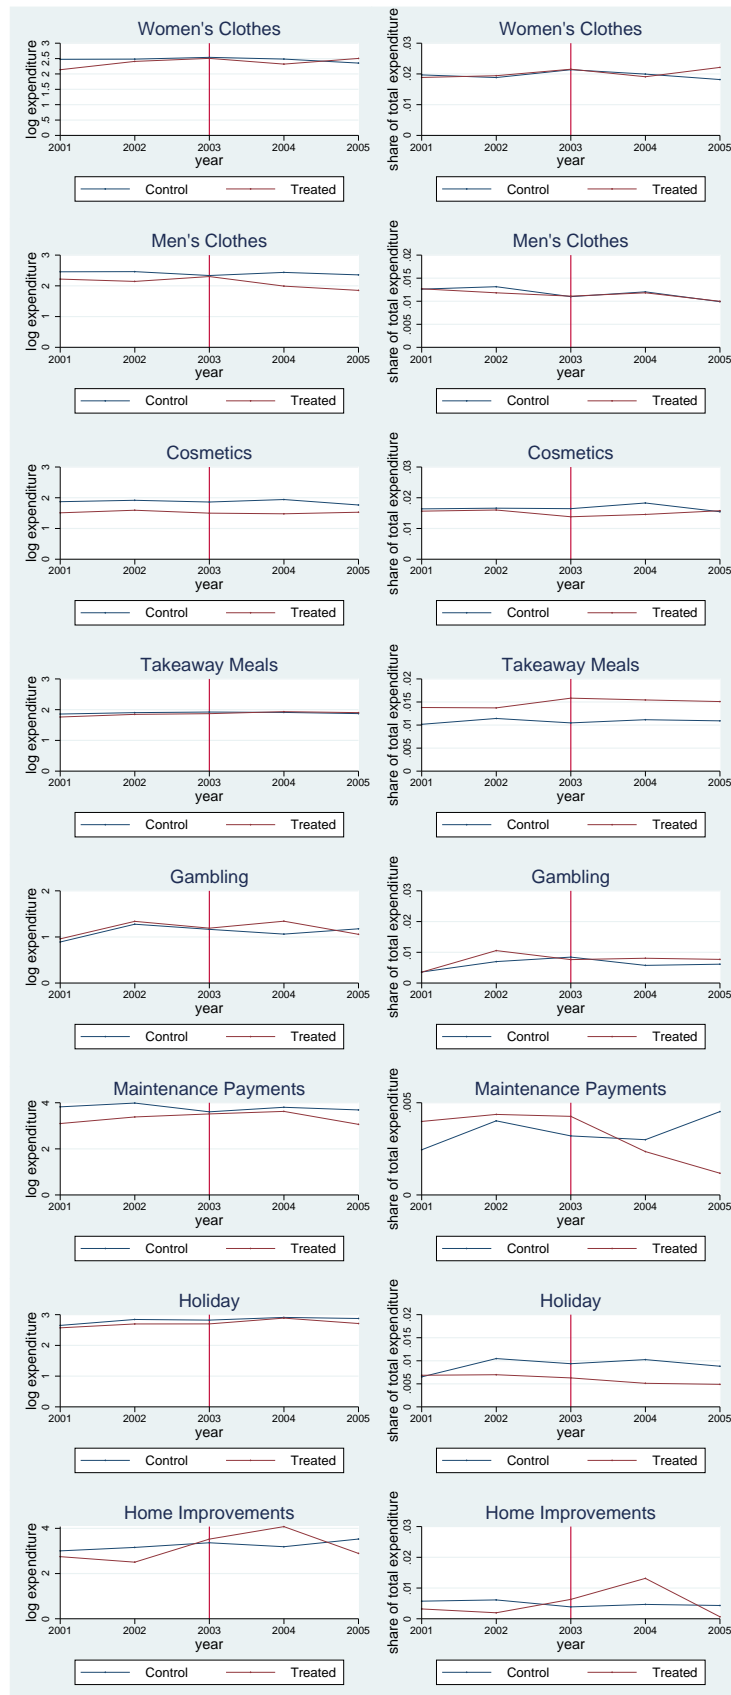 Women's Clothes
log expenditure
0 .5 1 1.5 2 2.5 3
2001 2002 2003 2004 2005
year
Control Treated
Women's Clothes
share of total expenditure
0 .01 .02 .03
2001 2002 2003 2004 2005
year
Control Treated
Men's Clothes
log expenditure
0 1 2 3
2001 2002 2003 2004 2005
year
Control Treated
Men's Clothes
share of total expenditure
0 .005 .01 .015 .02
2001 2002 2003 2004 2005
year
Control Treated
Cosmetics
log expenditure
0 1 2 3
2001 2002 2003 2004 2005
year
Control Treated
Cosmetics
share of total expenditure
0 .01 .02 .03
2001 2002 2003 2004 2005
year
Control Treated
Takeaway Meals
log expenditure
0 1 2 3
2001 2002 2003 2004 2005
year
Control Treated
Takeaway Meals
share of total expenditure
0 .005 .01 .015 .02
2001 2002 2003 2004 2005
year
Control Treated
Gambling
log expenditure
0 1 2
2001 2002 2003 2004 2005
year
Control Treated
Gambling
share of total expenditure
0 .01 .02 .03
2001 2002 2003 2004 2005
year
Control Treated
Maintenance Payments
log expenditure
0 2 4
2001 2002 2003 2004 2005
year
Control Treated
Maintenance Payments
share of total expenditure
0 .005
2001 2002 2003 2004 2005
year
Control Treated
Holiday
log expenditure
0 1 2 3
2001 2002 2003 2004 2005
year
Control Treated
Holiday
share of total expenditure
0 .005 .01 .015 .02
2001 2002 2003 2004 2005
year
Control Treated
Home Improvements
log expenditure
0 2 4
2001 2002 2003 2004 2005
year
Control Treated
Home Improvements
share of total expenditure
0 .01 .02 .03
2001 2002 2003 2004 2005
year
Control Treated